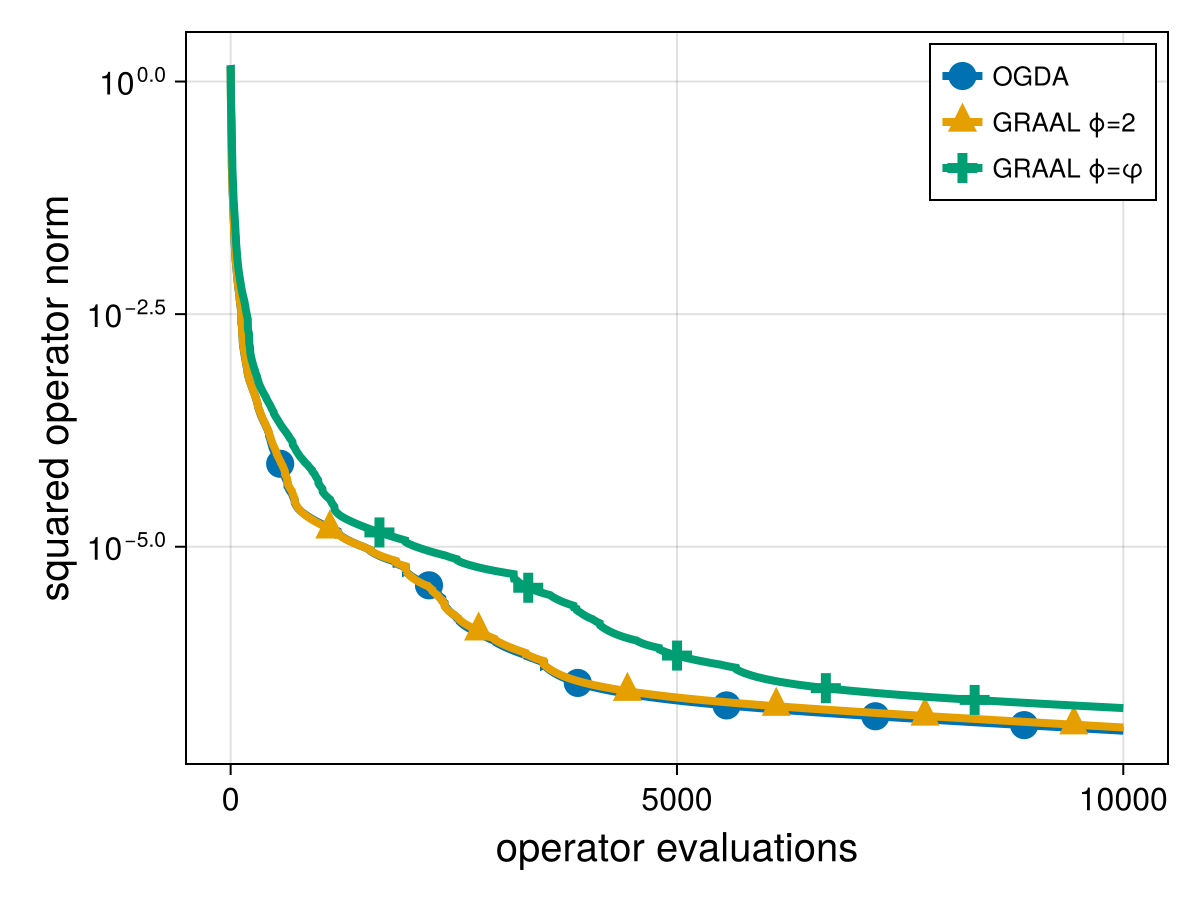 squared operator norm
10^0.0
10^−2.5
10^−5.0
0
5000
10000
operator evaluations
OGDA
GRAAL ϕ=2
GRAAL ϕ=φ